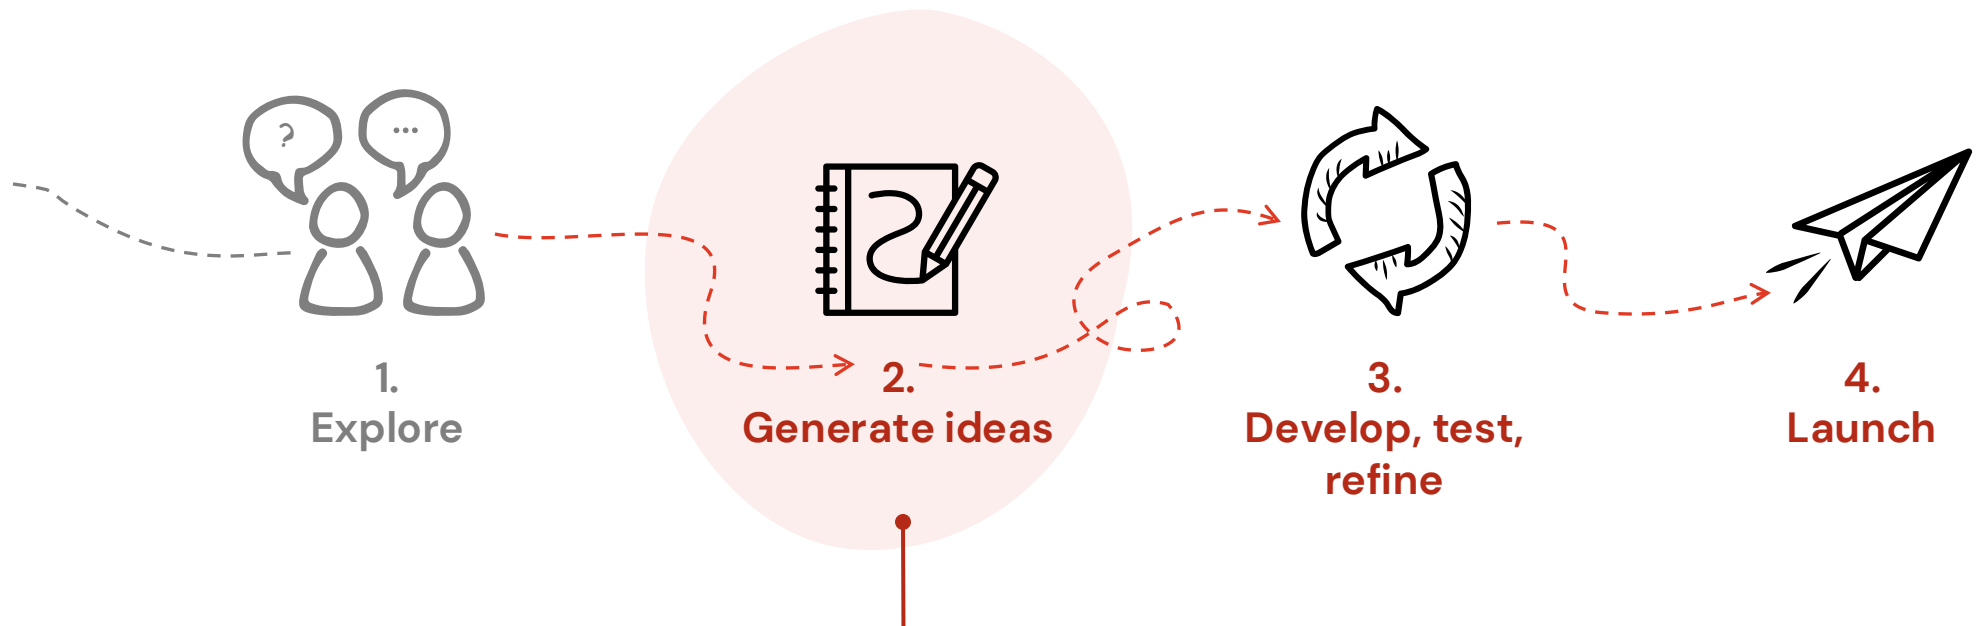 ?
...
1.
Explore
2.
Generate ideas
3.
Develop, test,
refine
4.
Launch